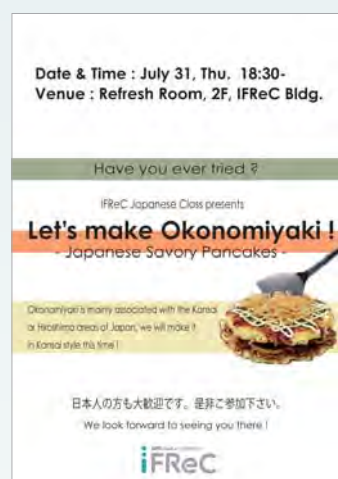 Date & Time : July 31, Thu. 18:30-
Venue : Refresh Room, 2F, IFReC Bldg.
Have you ever tried ?
IFReC Japanese Class presents
Let's make Okonomiyaki !
- Japanese Savory Pancakes -
Okonomiyaki is mainly associated with the Kansai
or Hiroshima areas of Japan, we will make it
in Kansai style this time !
日本人の方も大歓迎です。是非ご参加下さい。
We look forward to seeing you there !
iFReC